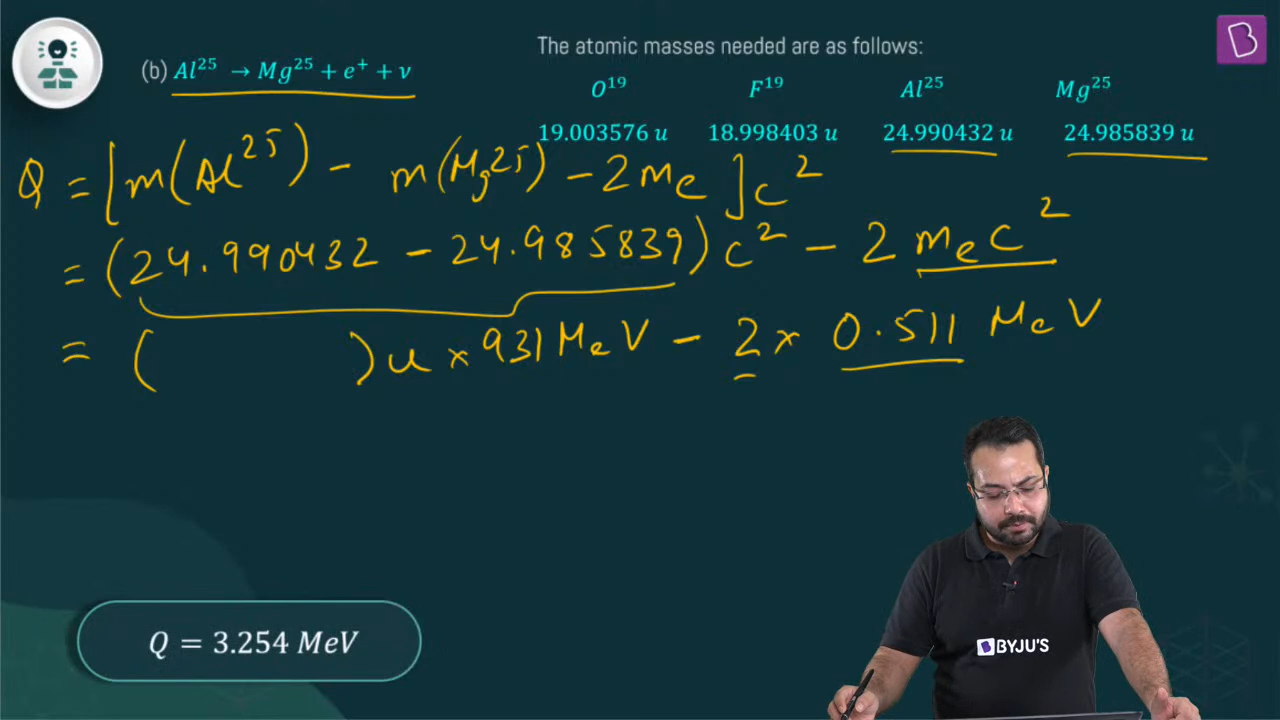 The atomic masses needed are as follows:
(b) Al²⁵ → Mg²⁵ + e⁺ + ν
O¹⁹ F¹⁹ Al²⁵ Mg²⁵
19.003576 u 18.998403 u 24.990432 u 24.985839 u
Q = [m(Al²⁵) - m(Mg25) - 2me]c²
= (24.990432 - 24.985839)c² - 2mec²
= ( )u × 931 MeV - 2 × 0.511 MeV
BYJU'S
Q = 3.254 MeV